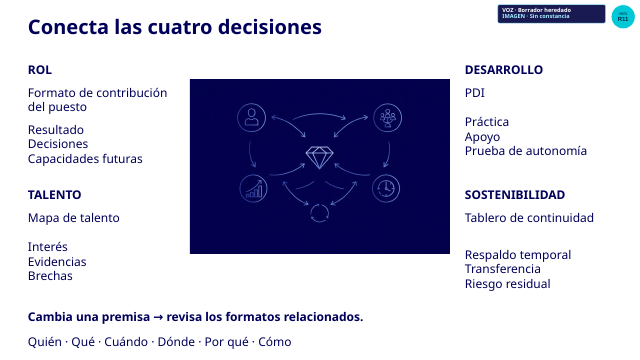 Conecta las cuatro decisiones
VOZ · Borrador heredado
IMAGEN · Sin constancia
R11
ROL
Formato de contribución
del puesto
Resultado
Decisiones
Capacidades futuras
TALENTO
Mapa de talento
Interés
Evidencias
Brechas
DESARROLLO
PDI
Práctica
Apoyo
Prueba de autonomía
SOSTENIBILIDAD
Tablero de continuidad
Respaldo temporal
Transferencia
Riesgo residual
Cambia una premisa → revisa los formatos relacionados.
Quién · Qué · Cuándo · Dónde · Por qué · Cómo